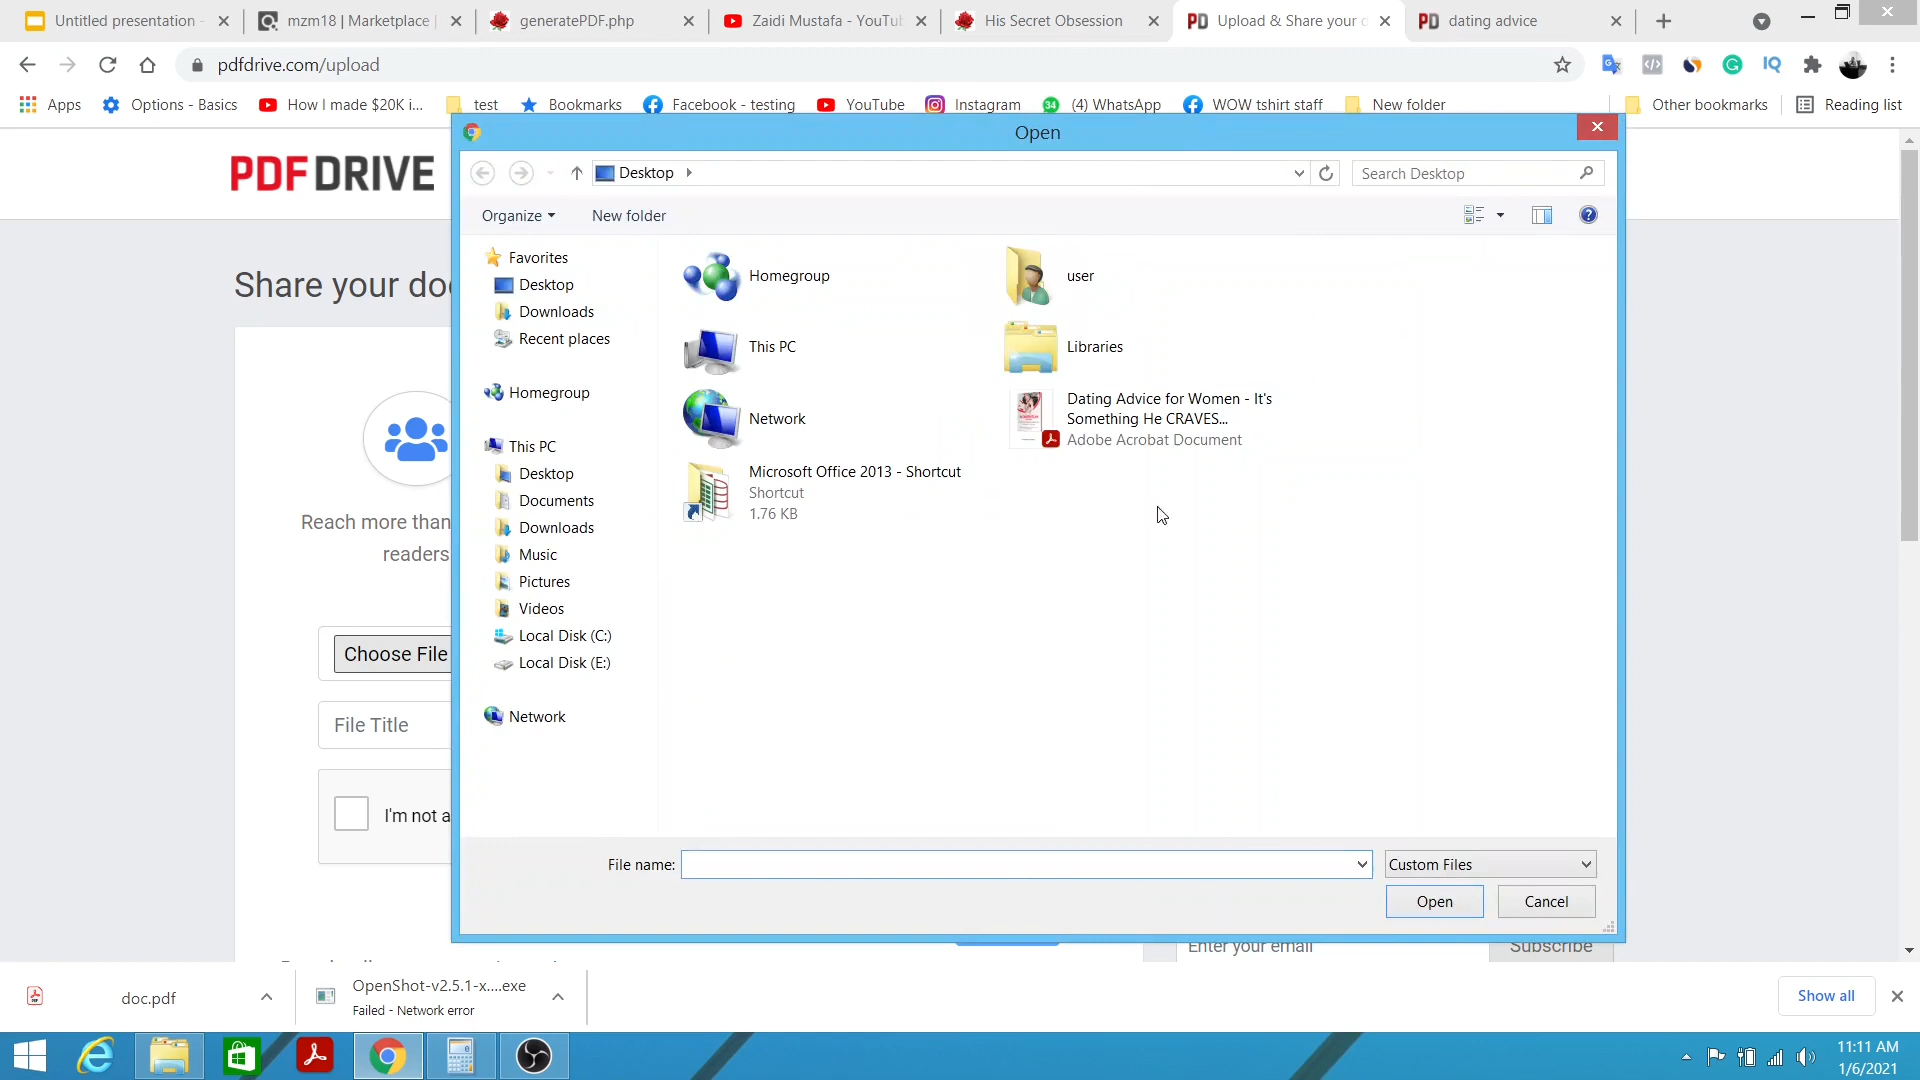 Untitled presentation -
mzm18 | Marketplace |
generatePDF.php
Zaidi Mustafa - YouTu
His Secret Obsession
PD
Upload & Share your d
PD
dating advice
pdfdrive.com/upload
Apps
Options - Basics
How I made $20K i...
test
Bookmarks
Facebook - testing
YouTube
Instagram
34
(4) WhatsApp
WOW tshirt staff
New folder
Other bookmarks
Reading list
PDFDRIVE
Open
Desktop
Search Desktop
Organize
New folder
Share your do
Reach more than
readers
Choose File
File Title
I'm not a
Favorites
Desktop
Downloads
Recent places
Homegroup
This PC
Desktop
Documents
Downloads
Music
Pictures
Videos
Local Disk (C:)
Local Disk (E:)
Network
Homegroup
user
This PC
Libraries
Network
Dating Advice for Women - It's
Something He CRAVES...
Adobe Acrobat Document
Microsoft Office 2013 - Shortcut
Shortcut
1.76 KB
File name:
Custom Files
Open
Cancel
Enter your email
Subscribe
doc.pdf
OpenShot-v2.5.1-x....exe
Failed - Network error
Show all
11:11 AM
1/6/2021